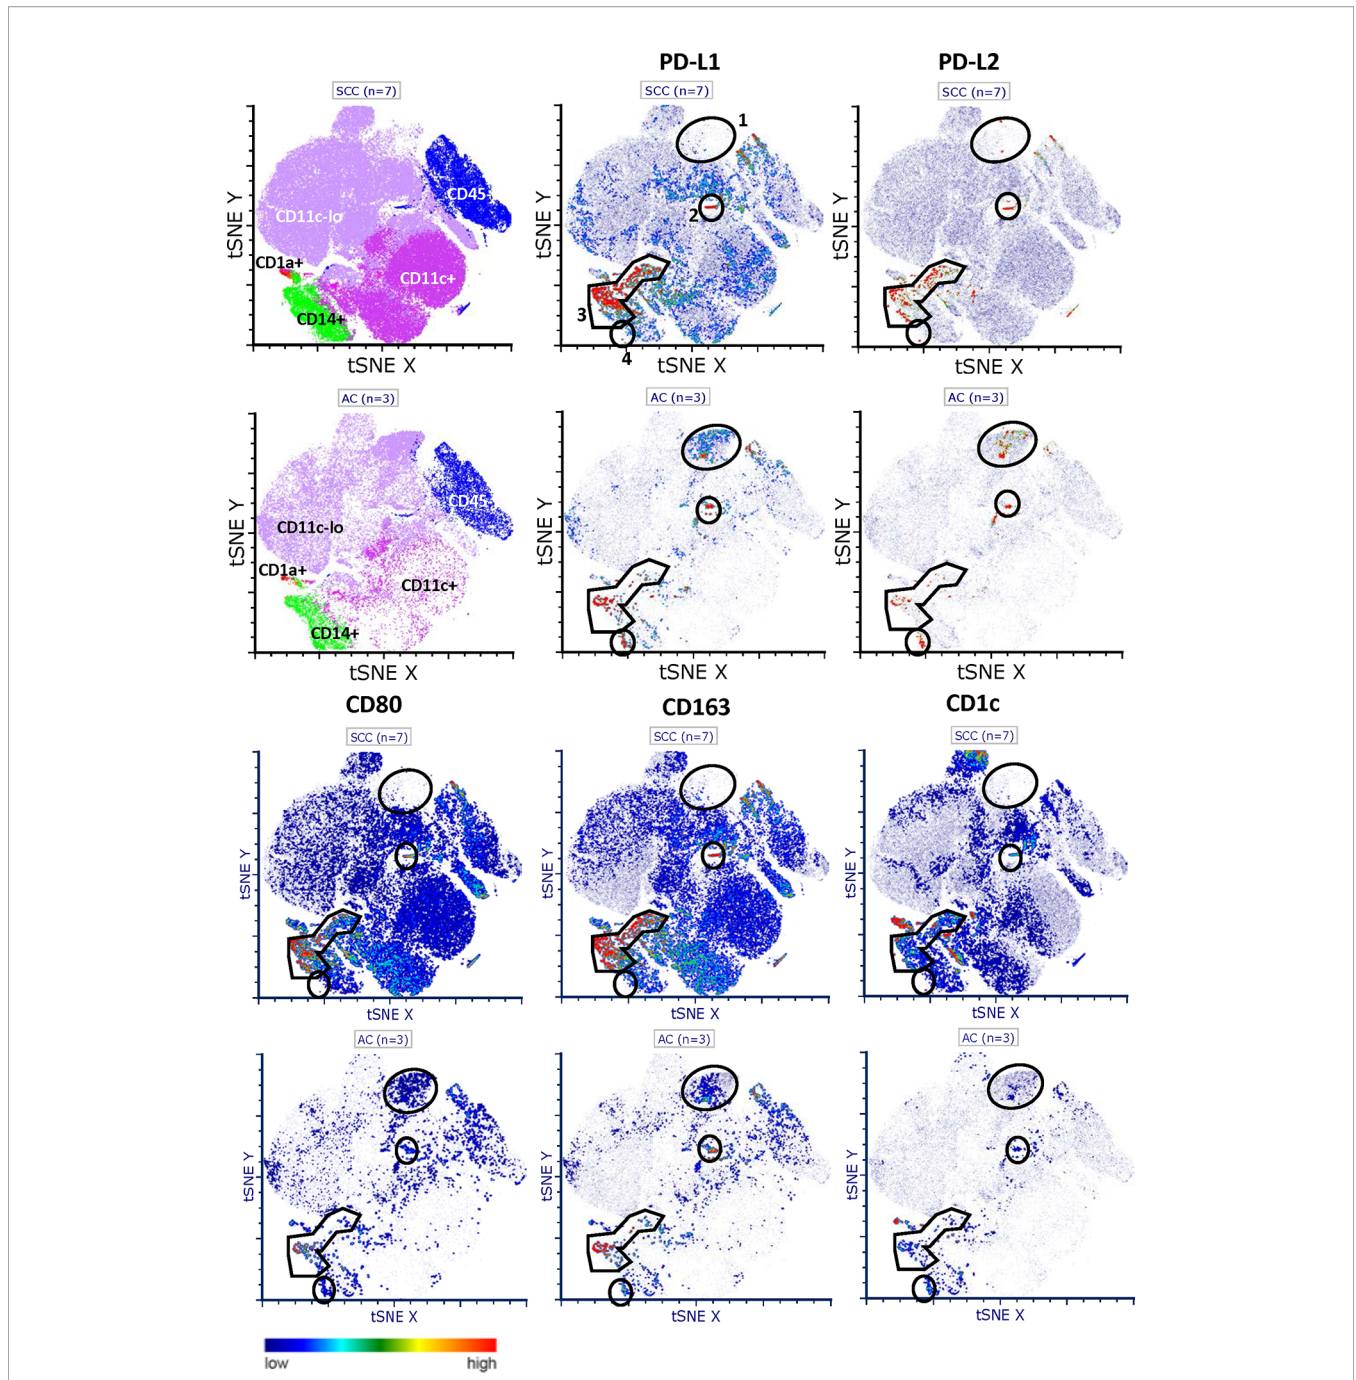 PD-L1 PD-L2
SCC (n=7) SCC (n=7) SCC (n=7)
tSNE Y CD45 CD11c-lo CD1a+ CD11c+ CD14+
tSNE Y 1 2 3 4
tSNE Y
tSNE X tSNE X tSNE X
AC (n=3) AC (n=3) AC (n=3)
tSNE Y CD45 CD11c-lo CD1a+ CD11c+ CD14+
tSNE Y
tSNE Y
tSNE X tSNE X tSNE X
CD80 CD163 CD1c
SCC (n=7) SCC (n=7) SCC (n=7)
tSNE Y tSNE Y tSNE Y
tSNE X tSNE X tSNE X
AC (n=3) AC (n=3) AC (n=3)
tSNE Y tSNE Y tSNE Y
tSNE X tSNE X tSNE X
low high